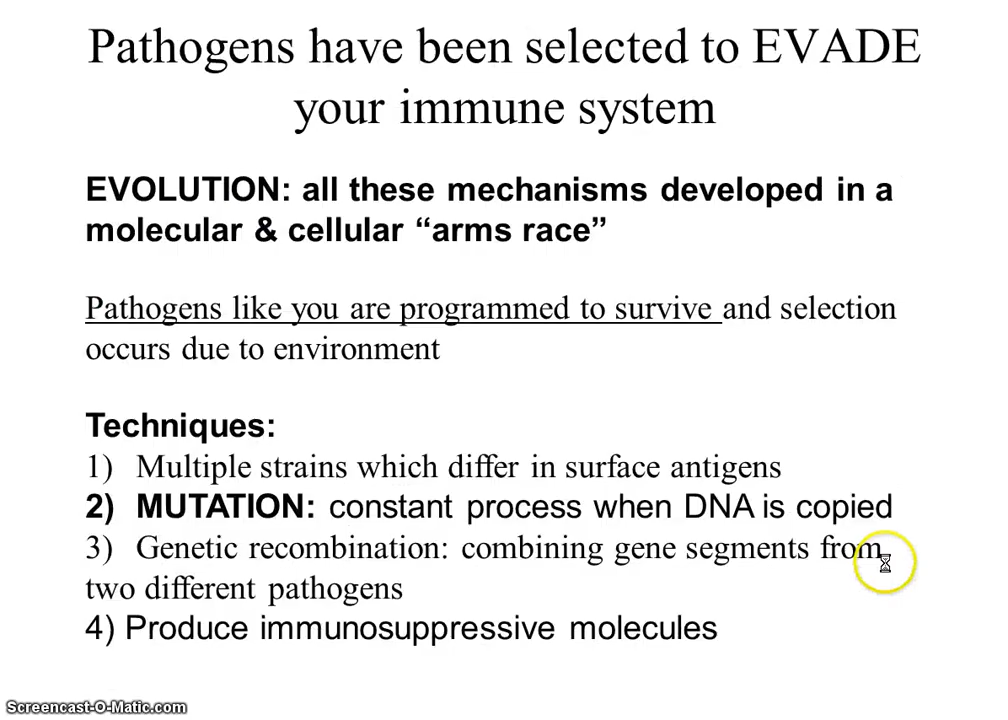 Pathogens have been selected to EVADE
your immune system
EVOLUTION: all these mechanisms developed in a
molecular & cellular “arms race”
Pathogens like you are programmed to survive and selection
occurs due to environment
Techniques:
1) Multiple strains which differ in surface antigens
2) MUTATION: constant process when DNA is copied
3) Genetic recombination: combining gene segments from
two different pathogens
4) Produce immunosuppressive molecules
Screencast-O-Matic.com